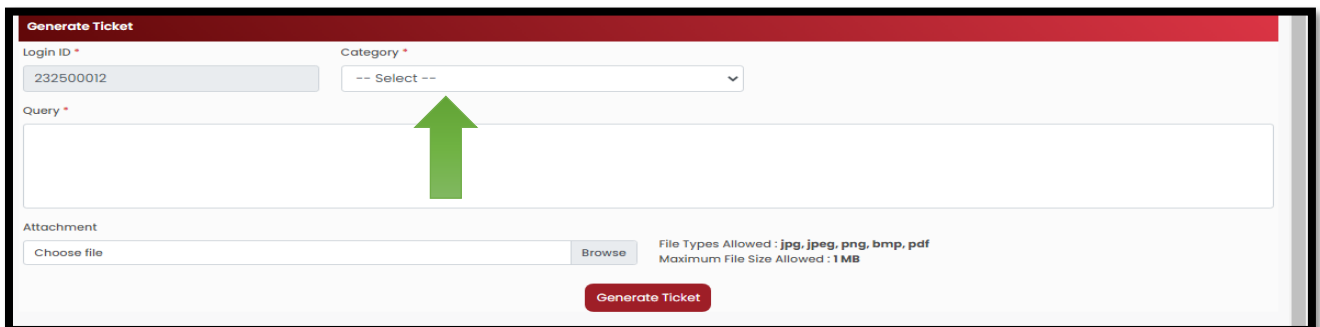 Generate Ticket
Login ID * Category *
232500012 -- Select --
Query *
Attachment
Choose file Browse File Types Allowed : jpg, jpeg, png, bmp, pdf
Maximum File Size Allowed : 1 MB
Generate Ticket